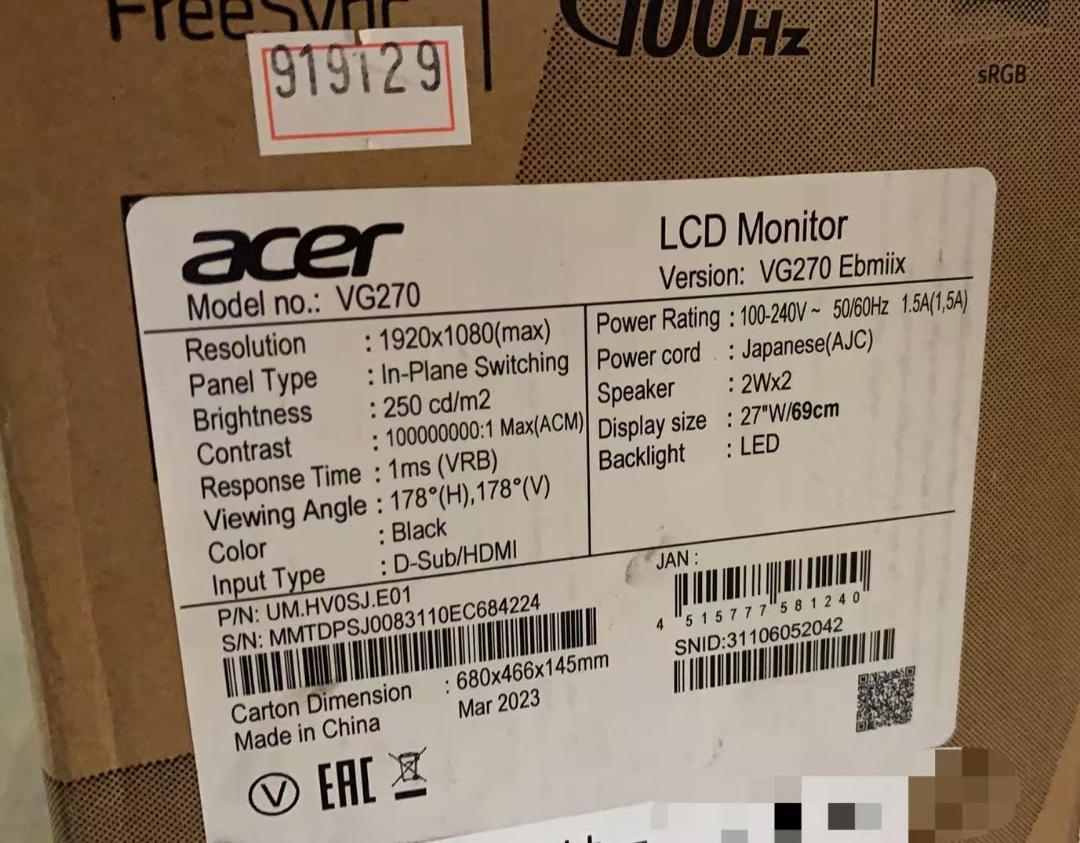 FreeSync
100Hz
sRGB
919129
acer
Model no.: VG270
LCD Monitor
Version: VG270 Ebmiix
Resolution : 1920x1080(max)
Panel Type : In-Plane Switching
Brightness : 250 cd/m2
Contrast : 100000000:1 Max(ACM)
Response Time : 1ms (VRB)
Viewing Angle : 178°(H),178°(V)
Color : Black
Input Type : D-Sub/HDMI
Power Rating : 100-240V ~ 50/60Hz 1.5A(1,5A)
Power cord : Japanese(AJC)
Speaker : 2Wx2
Display size : 27"W/69cm
Backlight : LED
P/N: UM.HV0SJ.E01
S/N: MMTDPSJ0083110EC684224
Carton Dimension : 680x466x145mm
Made in China Mar 2023
JAN :
4 515777 581240
SNID:31106052042
V EAC